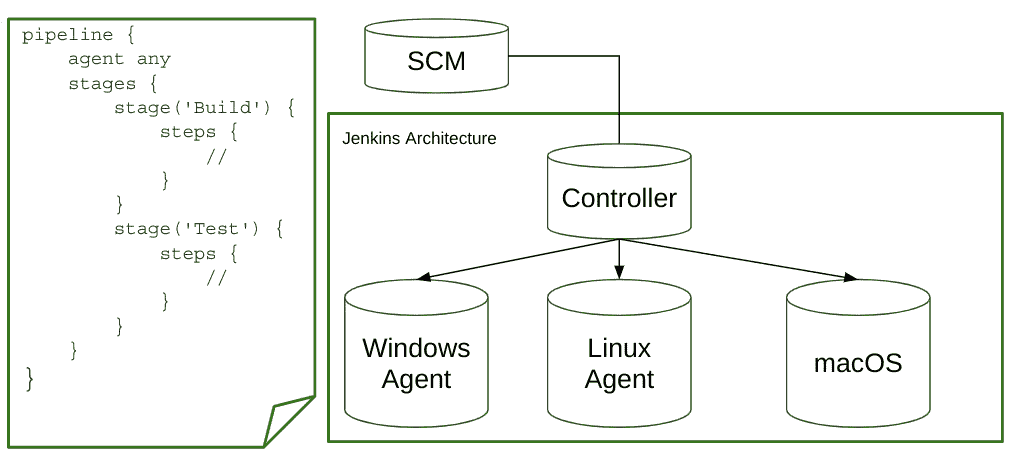 pipeline {
    agent any
    stages {
        stage('Build') {
            steps {
                //
            }
        }
        stage('Test') {
            steps {
                //
            }
        }
    }
}
SCM
Jenkins Architecture
Controller
Windows
Agent
Linux
Agent
macOS